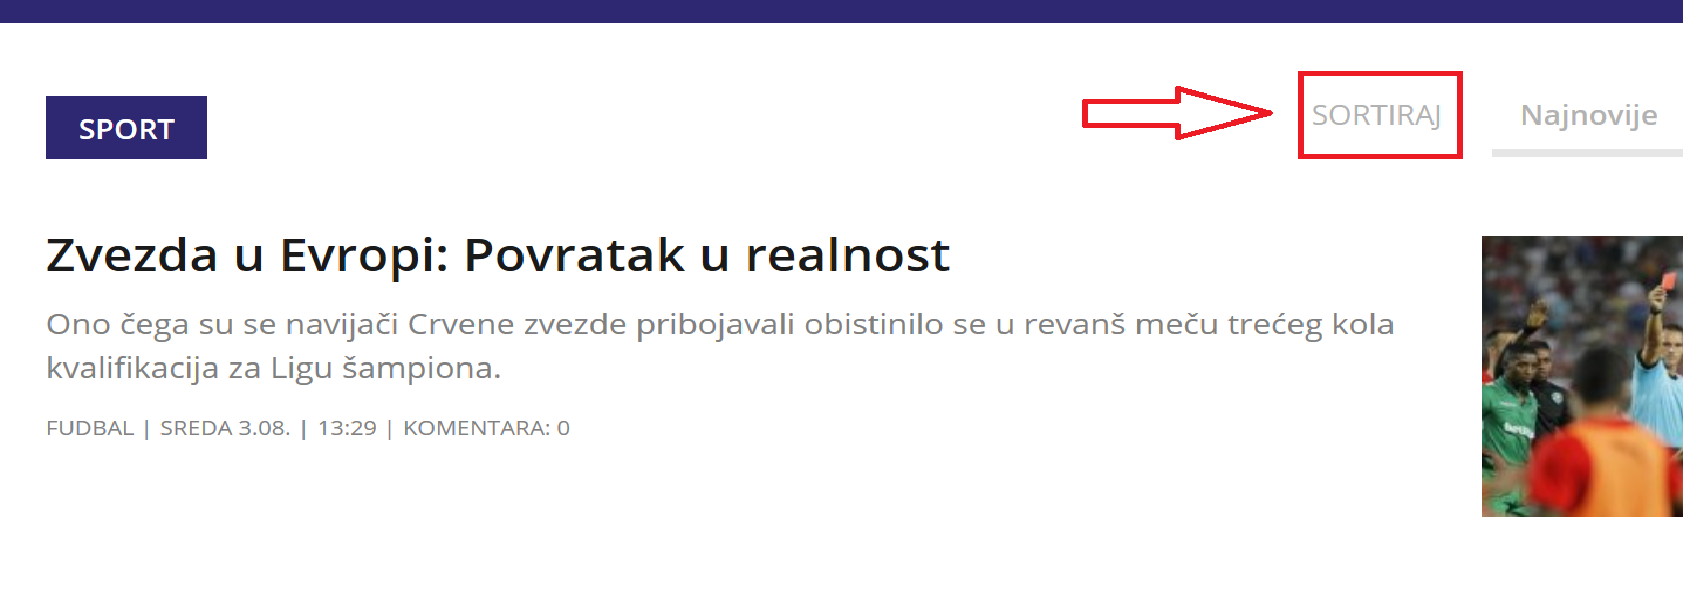 SPORT
SORTIRAJ
Najnovije
Zvezda u Evropi: Povratak u realnost
Ono čega su se navijači Crvene zvezde pribojavali obistinilo se u revanš meču trećeg kola
kvalifikacija za Ligu šampiona.
FUDBAL | SREDA 3.08. | 13:29 | KOMENTARA: 0